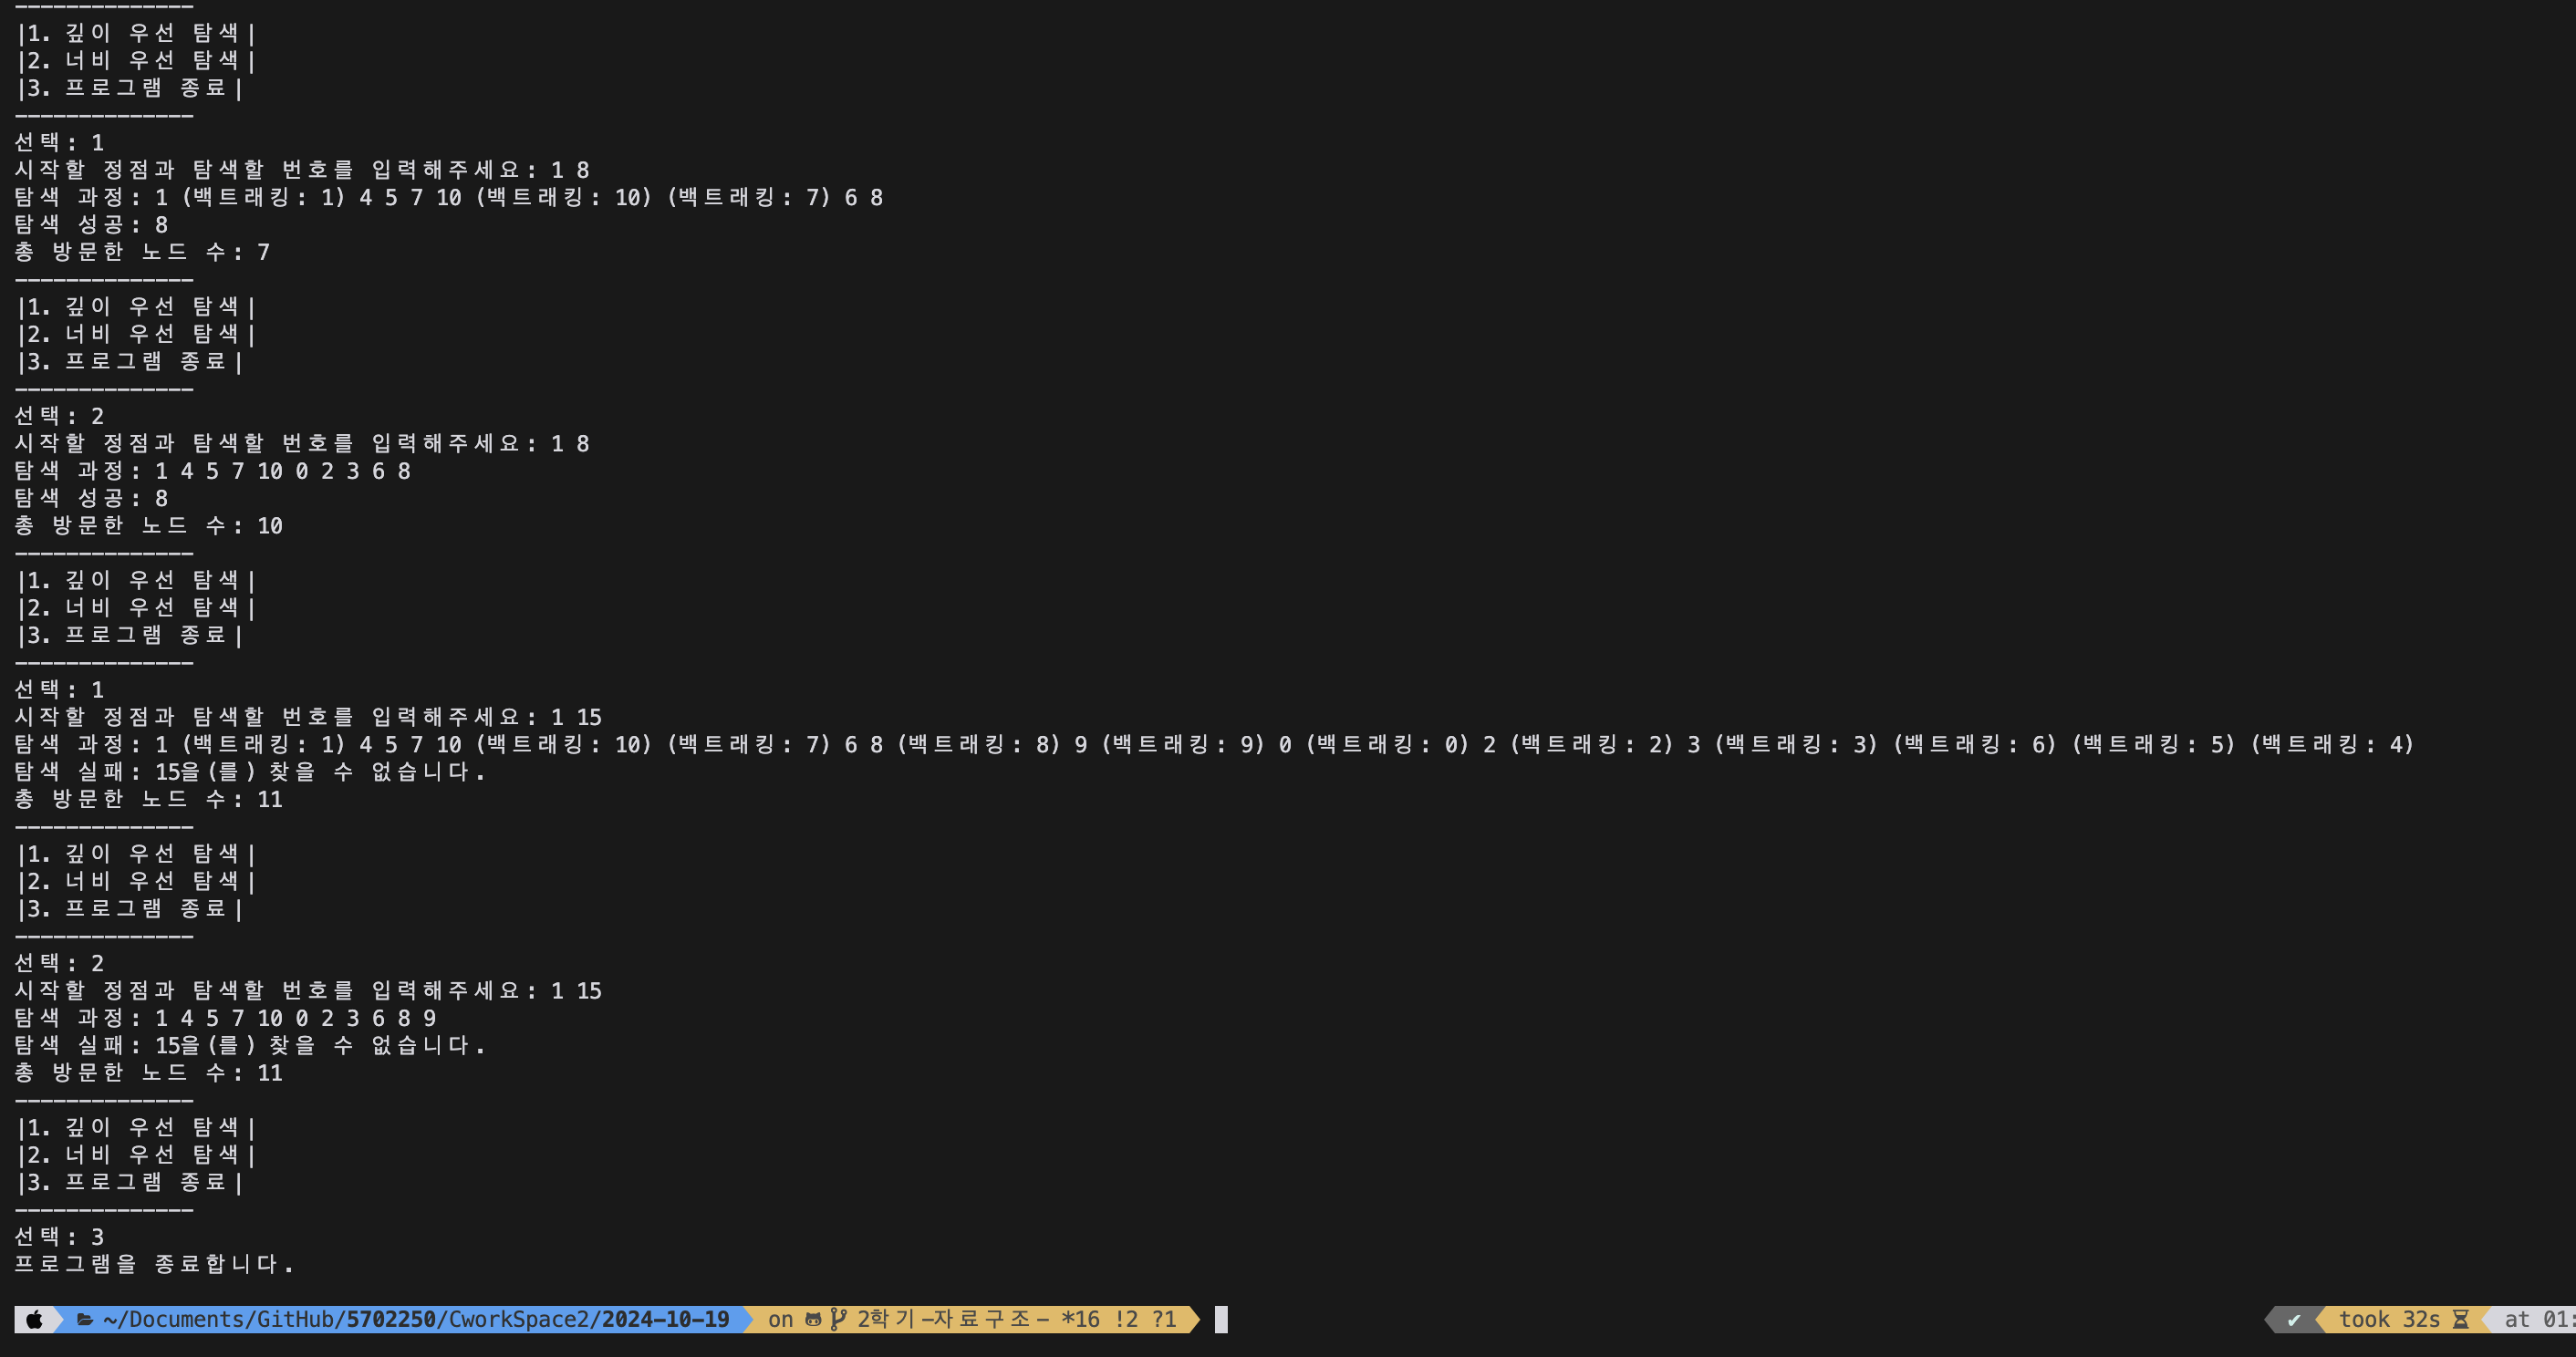 --------------
|1. 깊이 우선 탐색|
|2. 너비 우선 탐색|
|3. 프로그램 종료|
--------------
선택: 1
시작할 정점과 탐색할 번호를 입력해주세요: 1 8
탐색 과정: 1 (백트래킹: 1) 4 5 7 10 (백트래킹: 10) (백트래킹: 7) 6 8
탐색 성공: 8
총 방문한 노드 수: 7
--------------
|1. 깊이 우선 탐색|
|2. 너비 우선 탐색|
|3. 프로그램 종료|
--------------
선택: 2
시작할 정점과 탐색할 번호를 입력해주세요: 1 8
탐색 과정: 1 4 5 7 10 0 2 3 6 8
탐색 성공: 8
총 방문한 노드 수: 10
--------------
|1. 깊이 우선 탐색|
|2. 너비 우선 탐색|
|3. 프로그램 종료|
--------------
선택: 1
시작할 정점과 탐색할 번호를 입력해주세요: 1 15
탐색 과정: 1 (백트래킹: 1) 4 5 7 10 (백트래킹: 10) (백트래킹: 7) 6 8 (백트래킹: 8) 9 (백트래킹: 9) 0 (백트래킹: 0) 2 (백트래킹: 2) 3 (백트래킹: 3) (백트래킹: 6) (백트래킹: 5) (백트래킹: 4)
탐색 실패: 15을(를) 찾을 수 없습니다.
총 방문한 노드 수: 11
--------------
|1. 깊이 우선 탐색|
|2. 너비 우선 탐색|
|3. 프로그램 종료|
--------------
선택: 2
시작할 정점과 탐색할 번호를 입력해주세요: 1 15
탐색 과정: 1 4 5 7 10 0 2 3 6 8 9
탐색 실패: 15을(를) 찾을 수 없습니다.
총 방문한 노드 수: 11
--------------
|1. 깊이 우선 탐색|
|2. 너비 우선 탐색|
|3. 프로그램 종료|
--------------
선택: 3
프로그램을 종료합니다.
~/Documents/GitHub/5702250/CworkSpace2/2024-10-19 on 2학기-자료구조- *16 !2 ?1 ✔ took 32s at 01: